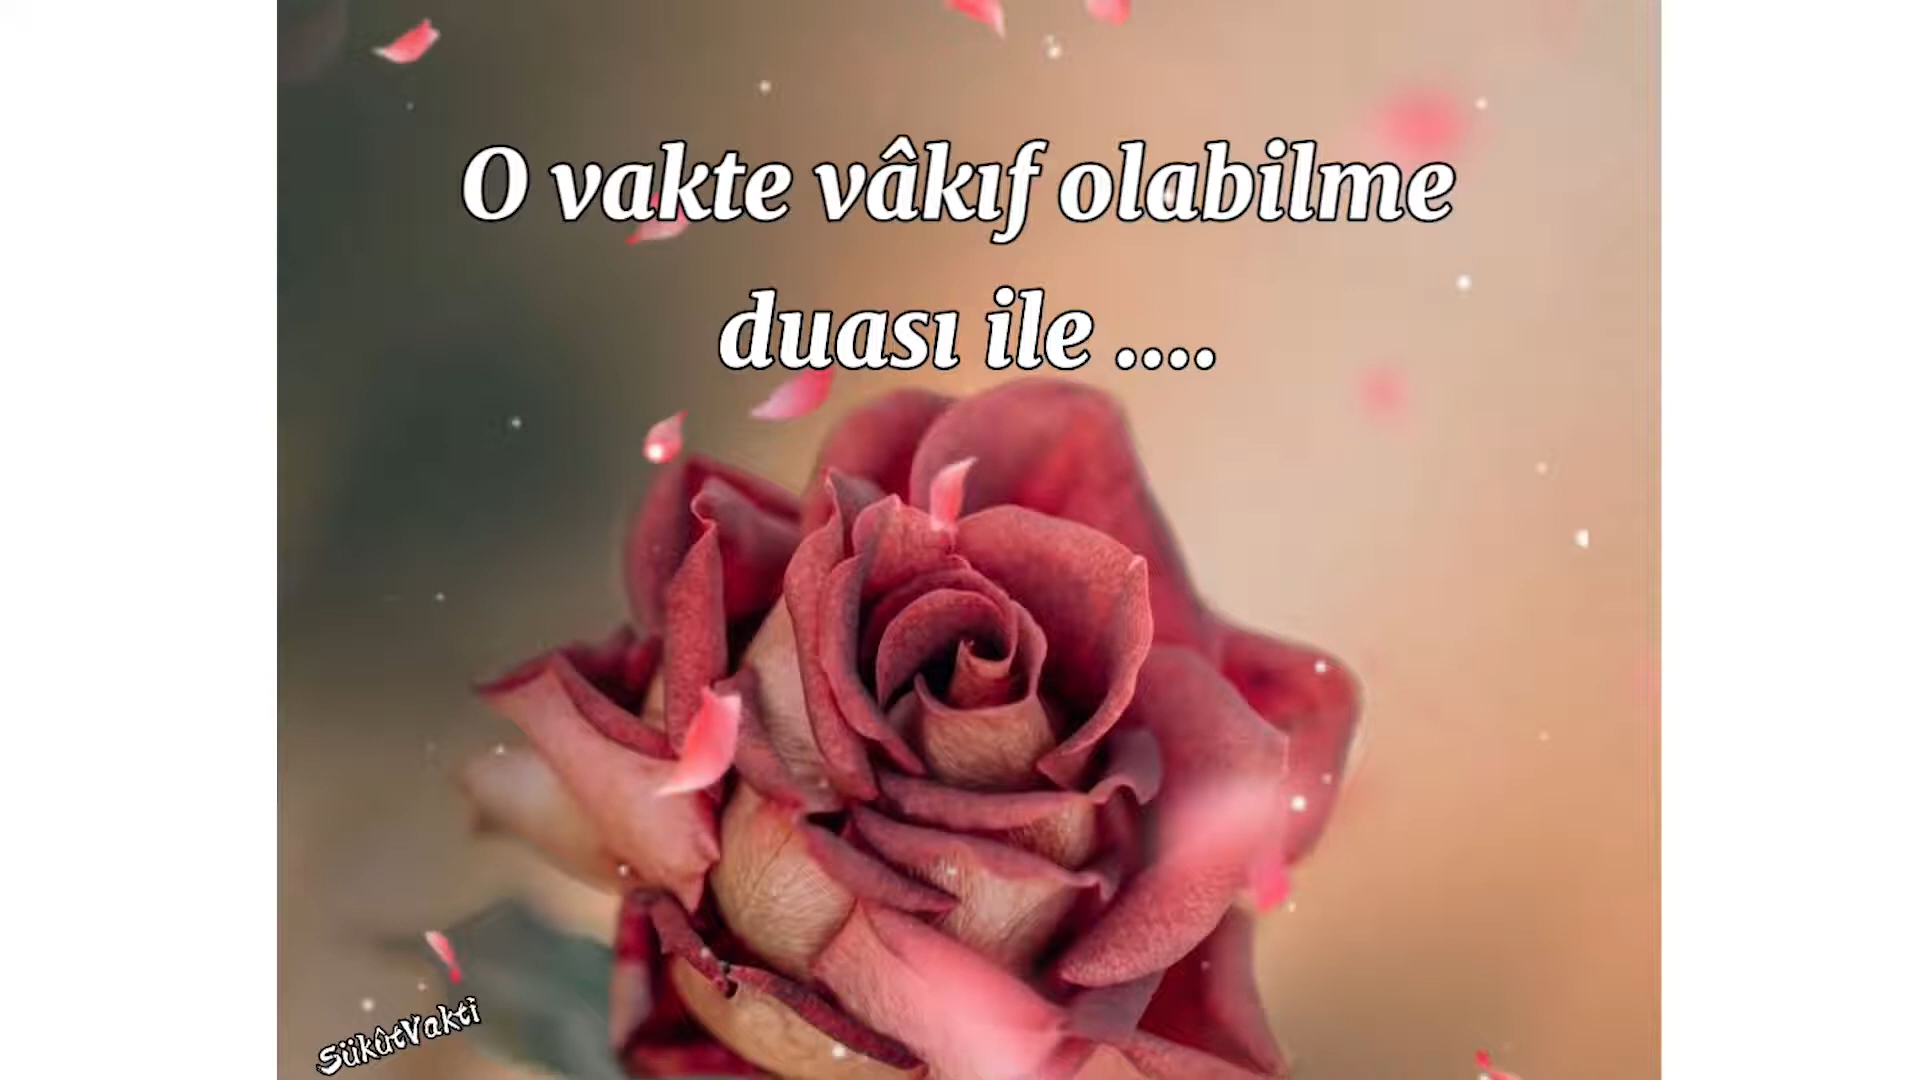 O vakte vâkıf olabilme
duası ile ....
SükûtVakti